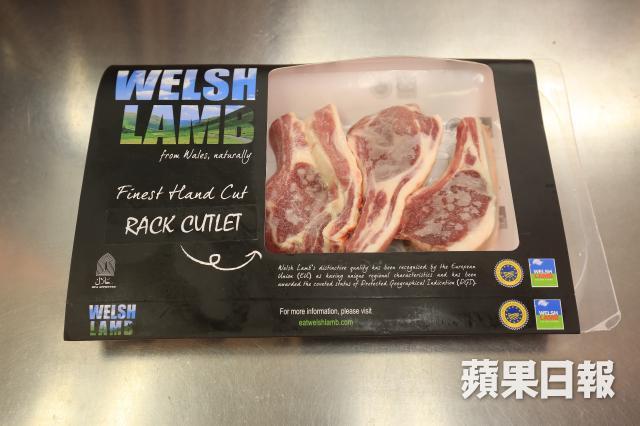 WELSH
LAMB
from Wales, naturally
Finest Hand Cut
RACK CUTLET
Welsh Lamb's distinctive quality has been recognised by the European
Union (EU) as having unique regional characteristics and has been
awarded the coveted status of Protected Geographical Indication (PGI).
حلال
WELSH
LAMB
For more information, please visit
eatwelshlamb.com
WELSH
LAMB
WELSH
LAMB
蘋果日報